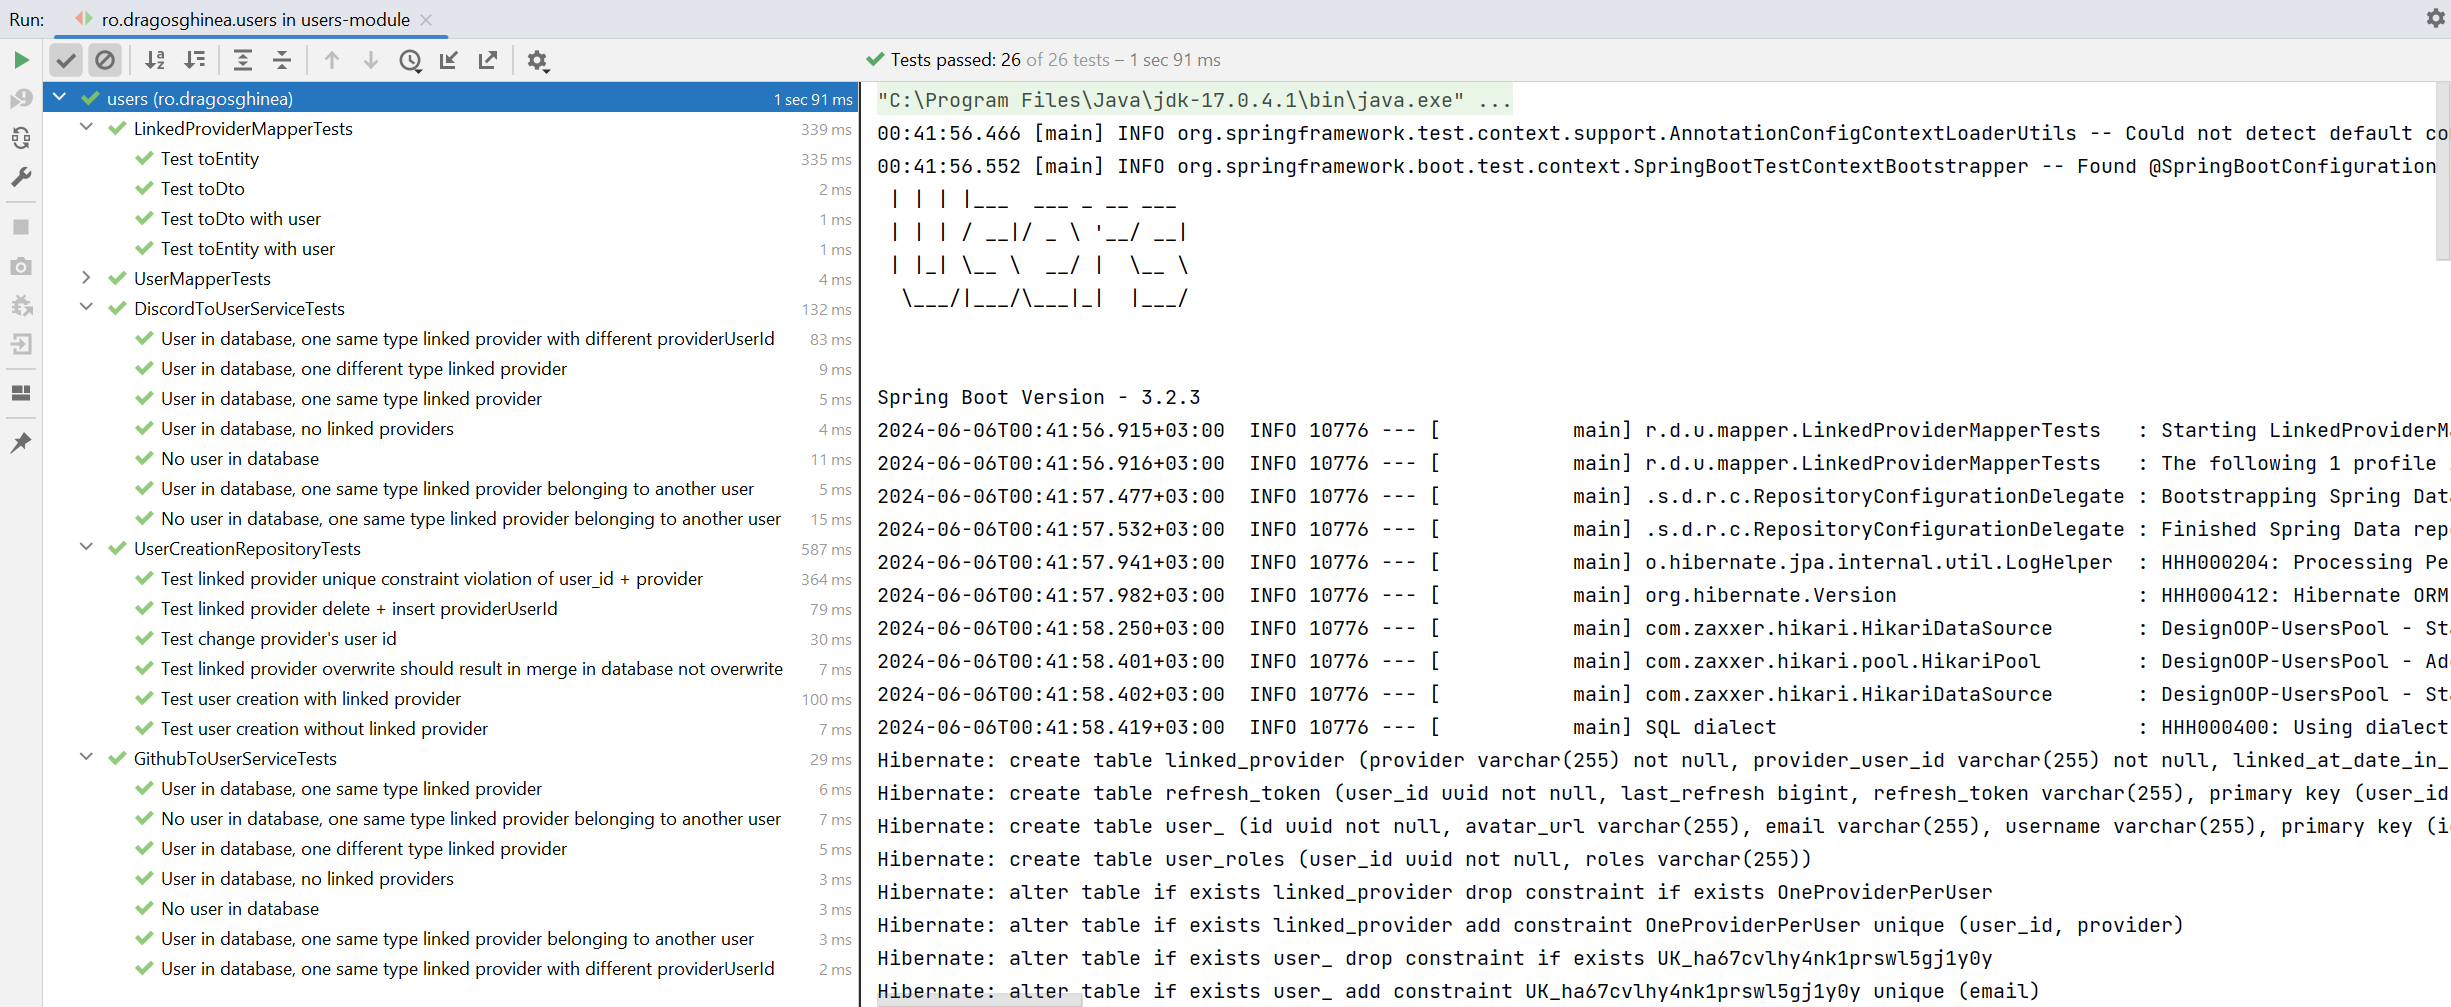 Run: ro.dragosghinea.users in users-module
Tests passed: 26 of 26 tests – 1 sec 91 ms
users (ro.dragosghinea) 1 sec 91 ms
LinkedProviderMapperTests 339 ms
Test toEntity 335 ms
Test toDto 2 ms
Test toDto with user 1 ms
Test toEntity with user 1 ms
UserMapperTests 4 ms
DiscordToUserServiceTests 132 ms
User in database, one same type linked provider with different providerUserId 83 ms
User in database, one different type linked provider 9 ms
User in database, one same type linked provider 5 ms
User in database, no linked providers 4 ms
No user in database 11 ms
User in database, one same type linked provider belonging to another user 5 ms
No user in database, one same type linked provider belonging to another user 15 ms
UserCreationRepositoryTests 587 ms
Test linked provider unique constraint violation of user_id + provider 364 ms
Test linked provider delete + insert providerUserId 79 ms
Test change provider's user id 30 ms
Test linked provider overwrite should result in merge in database not overwrite 7 ms
Test user creation with linked provider 100 ms
Test user creation without linked provider 7 ms
GithubToUserServiceTests 29 ms
User in database, one same type linked provider 6 ms
No user in database, one same type linked provider belonging to another user 7 ms
User in database, one different type linked provider 5 ms
User in database, no linked providers 3 ms
No user in database 3 ms
User in database, one same type linked provider belonging to another user 3 ms
User in database, one same type linked provider with different providerUserId 2 ms
"C:\Program Files\Java\jdk-17.0.4.1\bin\java.exe" ...
00:41:56.466 [main] INFO org.springframework.test.context.support.AnnotationConfigContextLoaderUtils -- Could not detect default
00:41:56.552 [main] INFO org.springframework.boot.test.context.SpringBootTestContextBootstrapper -- Found @SpringBootConfiguration
 | | | |___  ___ _ __ ___
 | | | / __|/ _ \ '__/ __|
 | |_| \__ \  __/ |  \__ \
  \___/|___/\___|_|  |___/
Spring Boot Version - 3.2.3
2024-06-06T00:41:56.915+03:00  INFO 10776 --- [           main] r.d.u.mapper.LinkedProviderMapperTests   : Starting
2024-06-06T00:41:56.916+03:00  INFO 10776 --- [           main] r.d.u.mapper.LinkedProviderMapperTests   : The following 1 profile
2024-06-06T00:41:57.477+03:00  INFO 10776 --- [           main] .s.d.r.c.RepositoryConfigurationDelegate : Bootstrapping Spring
2024-06-06T00:41:57.532+03:00  INFO 10776 --- [           main] .s.d.r.c.RepositoryConfigurationDelegate : Finished Spring Data
2024-06-06T00:41:57.941+03:00  INFO 10776 --- [           main] o.hibernate.jpa.internal.util.LogHelper  : HHH000204: Processing
2024-06-06T00:41:57.982+03:00  INFO 10776 --- [           main] org.hibernate.Version                    : HHH000412: Hibernate ORM
2024-06-06T00:41:58.250+03:00  INFO 10776 --- [           main] com.zaxxer.hikari.HikariDataSource       : DesignOOP-UsersPool -
2024-06-06T00:41:58.401+03:00  INFO 10776 --- [           main] com.zaxxer.hikari.pool.HikariPool        : DesignOOP-UsersPool -
2024-06-06T00:41:58.402+03:00  INFO 10776 --- [           main] com.zaxxer.hikari.HikariDataSource       : DesignOOP-UsersPool -
2024-06-06T00:41:58.419+03:00  INFO 10776 --- [           main] SQL dialect                              : HHH000400: Using dialect
Hibernate: create table linked_provider (provider varchar(255) not null, provider_user_id varchar(255) not null, linked_at_date_in_
Hibernate: create table refresh_token (user_id uuid not null, last_refresh bigint, refresh_token varchar(255), primary key (user_id
Hibernate: create table user_ (id uuid not null, avatar_url varchar(255), email varchar(255), username varchar(255), primary key
Hibernate: create table user_roles (user_id uuid not null, roles varchar(255))
Hibernate: alter table if exists linked_provider drop constraint if exists OneProviderPerUser
Hibernate: alter table if exists linked_provider add constraint OneProviderPerUser unique (user_id, provider)
Hibernate: alter table if exists user_ drop constraint if exists UK_ha67cvlhy4nk1prswl5gj1y0y
Hibernate: alter table if exists user_ add constraint UK_ha67cvlhy4nk1prswl5gj1y0y unique (email)